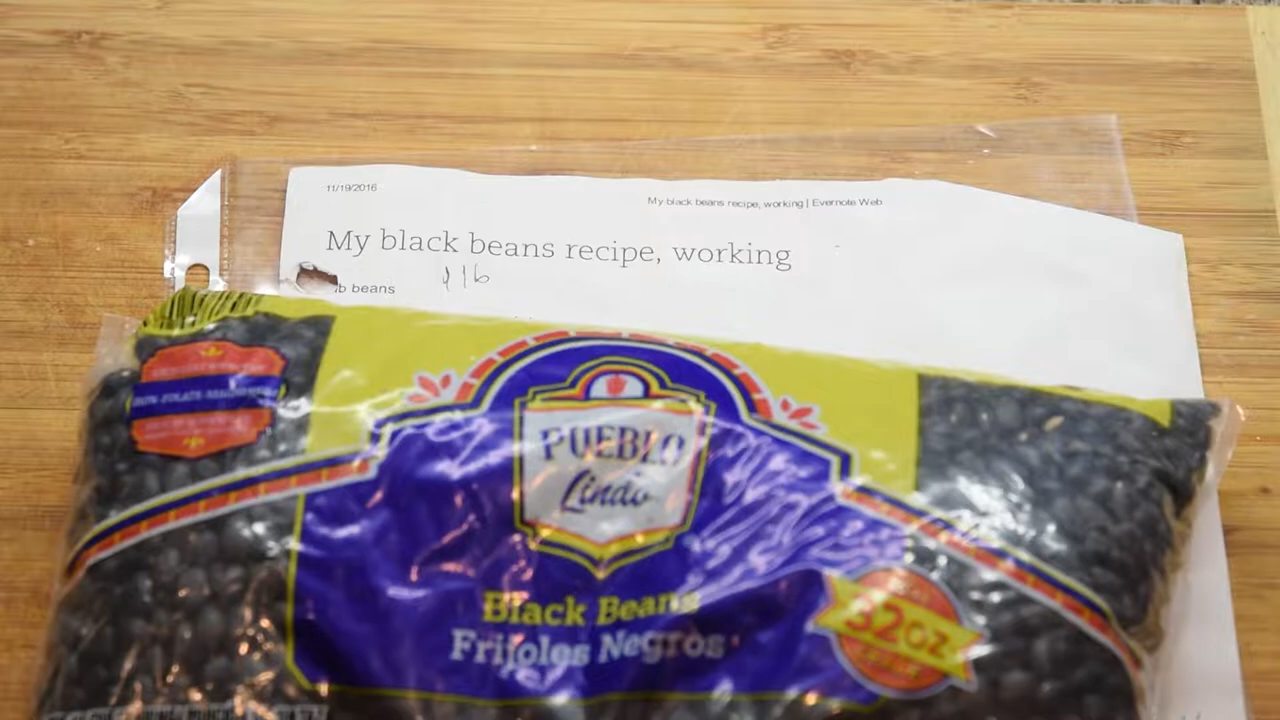 11/19/2016
My black beans recipe, working | Evernote Web
My black beans recipe, working
lb beans
1 lb
PUEBLO
Lindo
Black Beans
Frijoles Negros
32OZ